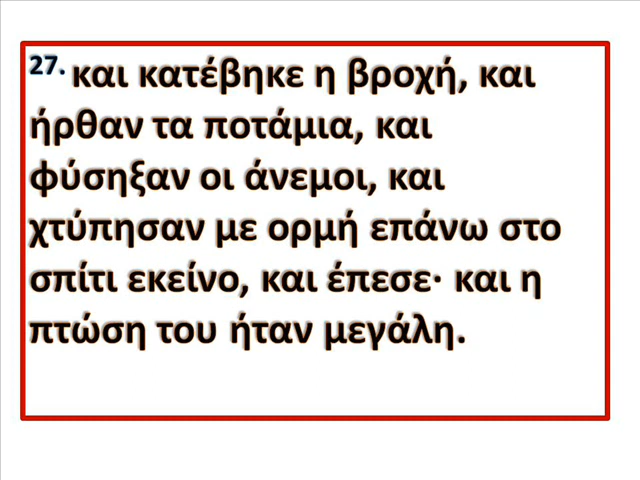 27. και κατέβηκε η βροχή, και
ήρθαν τα ποτάμια, και
φύσηξαν οι άνεμοι, και
χτύπησαν με ορμή επάνω στο
σπίτι εκείνο, και έπεσε· και η
πτώση του ήταν μεγάλη.